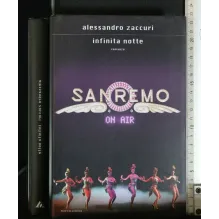 alessandro zaccuri
infinita notte
romanzo
SANREMO
ON AIR